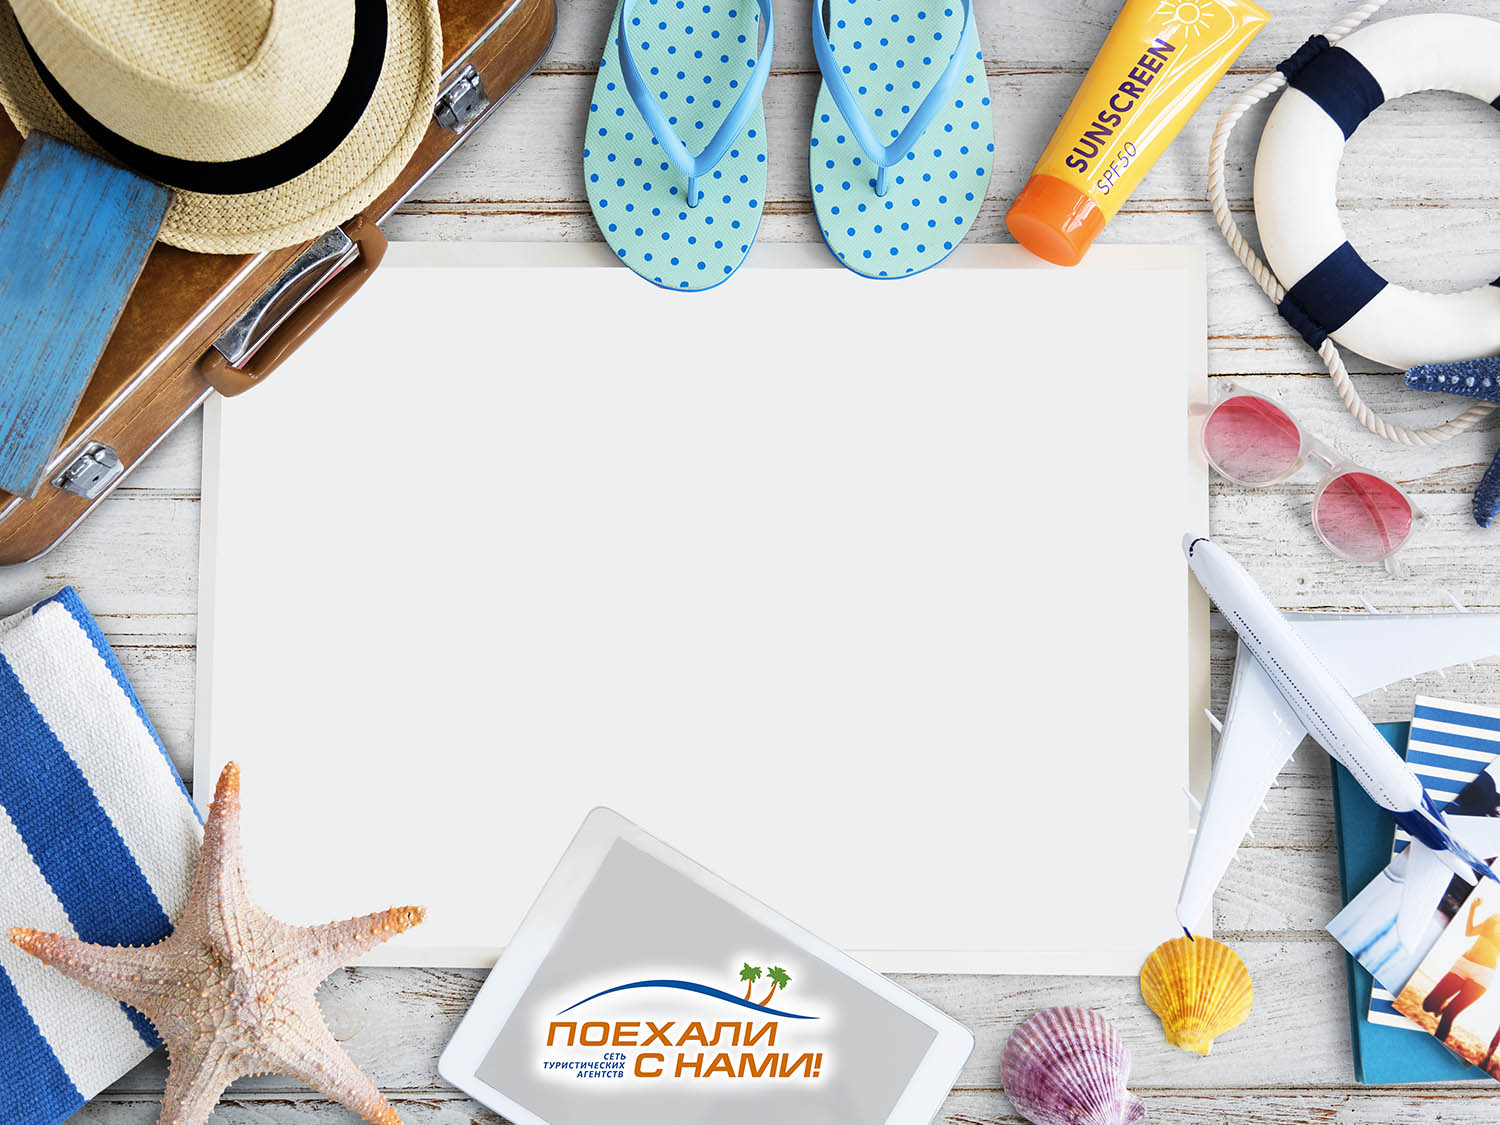 SUNSCREEN
SPF50
ПОЕХАЛИ
С НАМИ!
СЕТЬ
ТУРИСТИЧЕСКИХ
АГЕНТСТВ